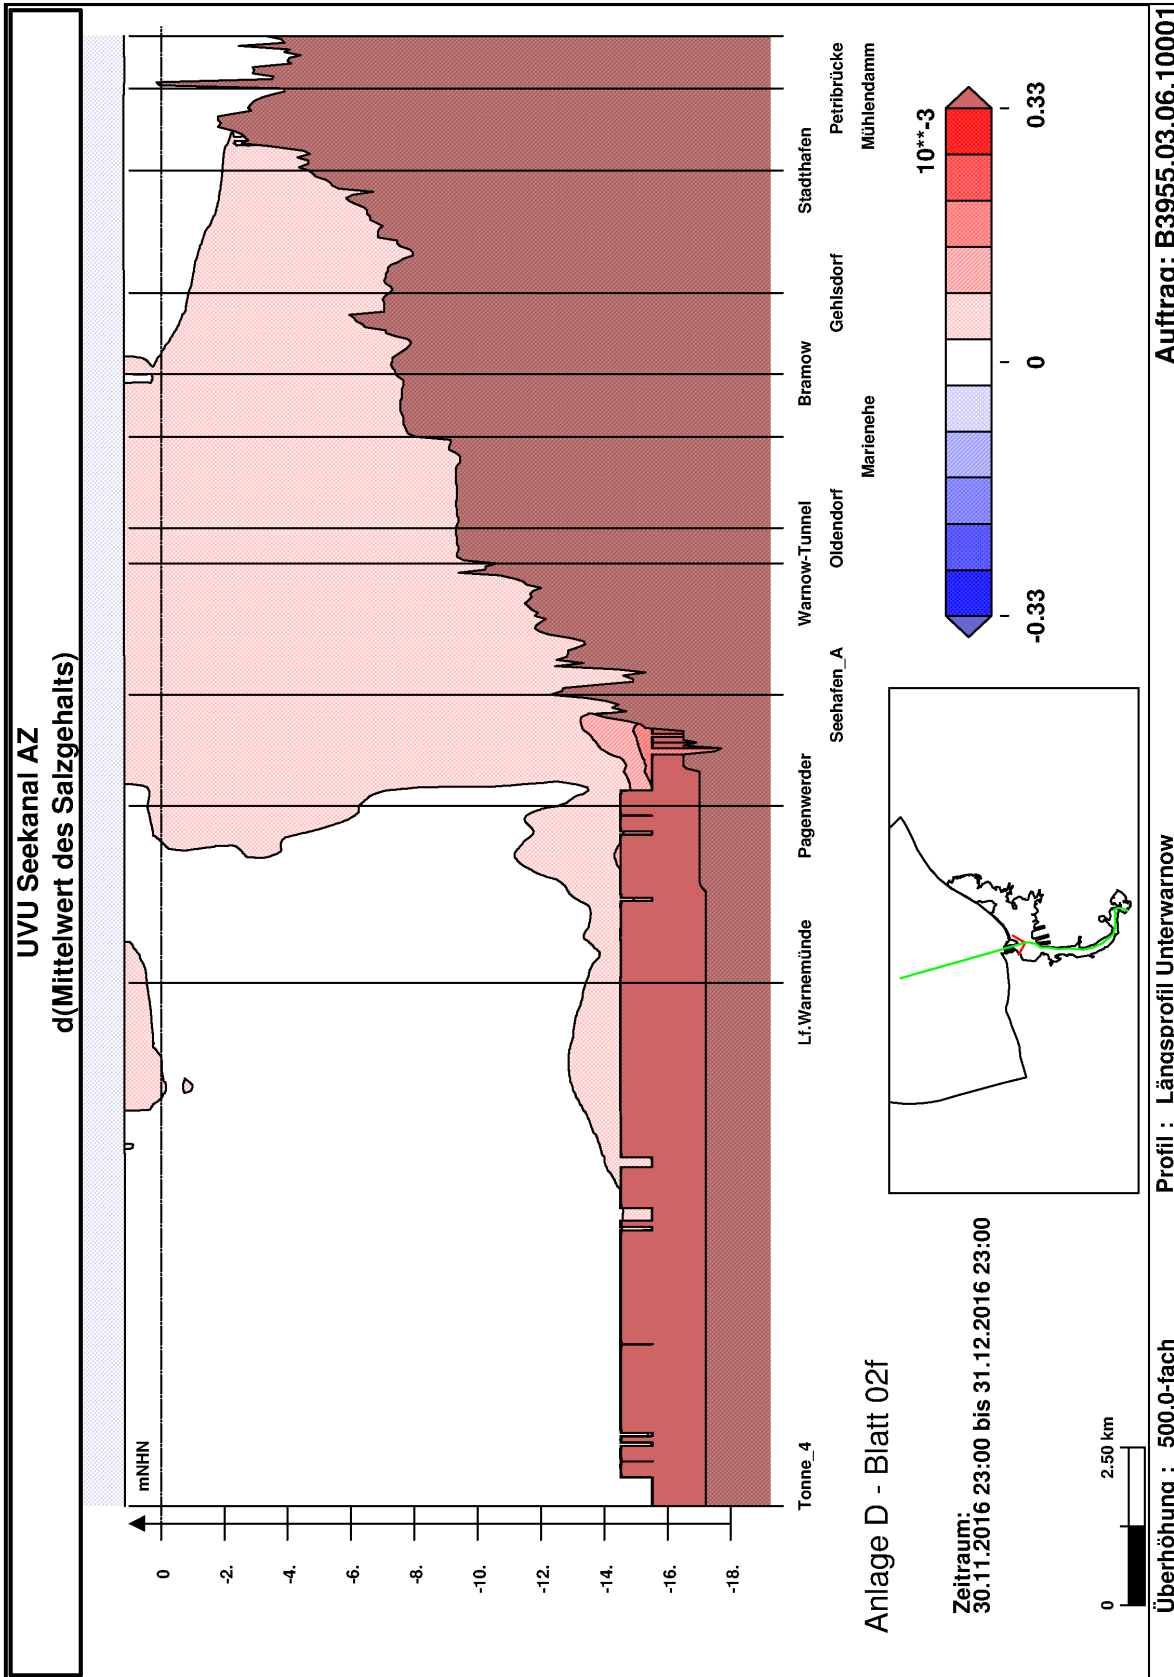 UVU Seekanal AZ
d(Mittelwert des Salzgehalts)
mNHN
0
-2.
-4.
-6.
-8.
-10.
-12.
-14.
-16.
-18.
Tonne_4
Lf.Warnemünde
Pagenwerder
Seehafen_A
Warnow-Tunnel
Oldendorf
Marienehe
Bramow
Gehlsdorf
Stadthafen
Petribrücke
Mühlendamm
Anlage D - Blatt 02f
Zeitraum:
30.11.2016 23:00 bis 31.12.2016 23:00
0 2.50 km
10**-3
-0.33 0 0.33
Überhöhung : 500.0-fach
Profil : Längsprofil Unterwarnow
Auftrag: B3955.03.06.10001